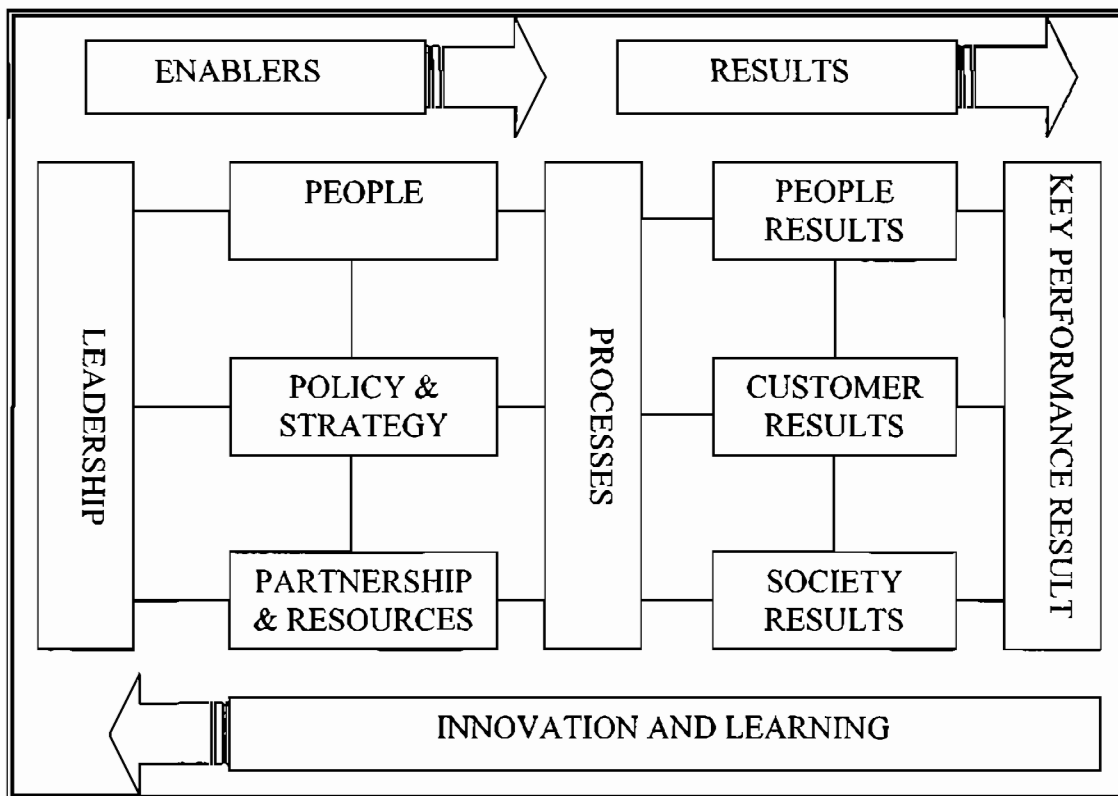 ENABLERS
RESULTS
LEADERSHIP
PEOPLE
POLICY &
STRATEGY
PARTNERSHIP
& RESOURCES
PROCESSES
PEOPLE
RESULTS
CUSTOMER
RESULTS
SOCIETY
RESULTS
KEY PERFORMANCE RESULT
INNOVATION AND LEARNING